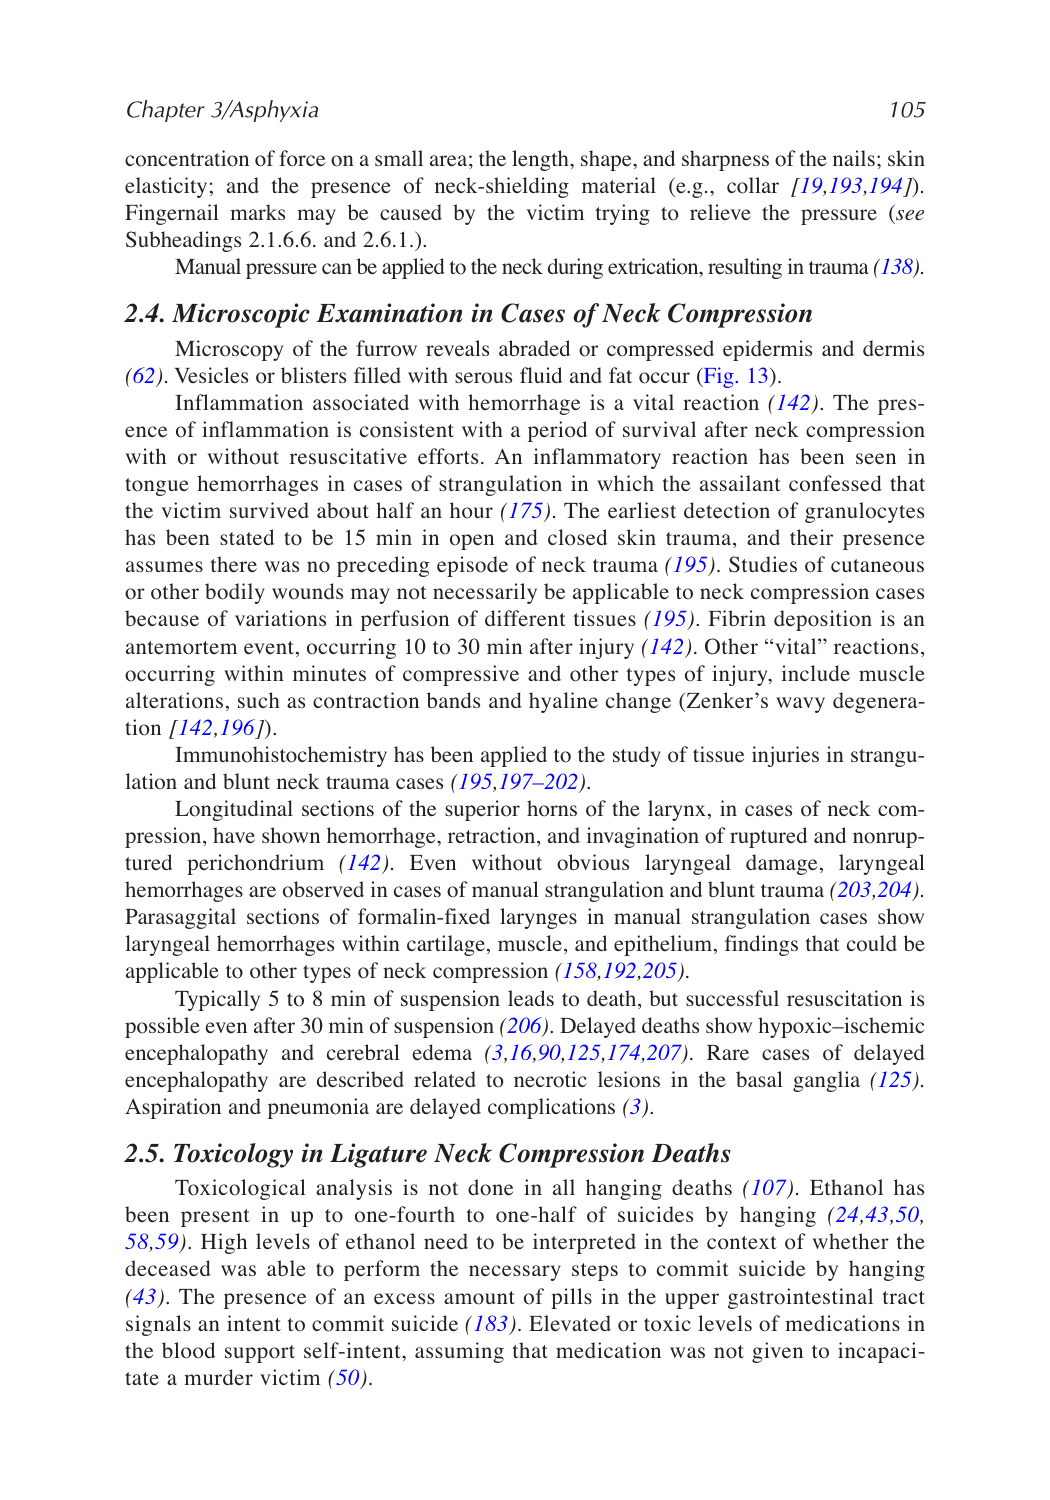 Chapter 3/Asphyxia 105
concentration of force on a small area; the length, shape, and sharpness of the nails; skin
elasticity; and the presence of neck-shielding material (e.g., collar [19,193,194]).
Fingernail marks may be caused by the victim trying to relieve the pressure (see
Subheadings 2.1.6.6. and 2.6.1.).
Manual pressure can be applied to the neck during extrication, resulting in trauma (138).
2.4. Microscopic Examination in Cases of Neck Compression
Microscopy of the furrow reveals abraded or compressed epidermis and dermis
(62). Vesicles or blisters filled with serous fluid and fat occur (Fig. 13).
Inflammation associated with hemorrhage is a vital reaction (142). The pres-
ence of inflammation is consistent with a period of survival after neck compression
with or without resuscitative efforts. An inflammatory reaction has been seen in
tongue hemorrhages in cases of strangulation in which the assailant confessed that
the victim survived about half an hour (175). The earliest detection of granulocytes
has been stated to be 15 min in open and closed skin trauma, and their presence
assumes there was no preceding episode of neck trauma (195). Studies of cutaneous
or other bodily wounds may not necessarily be applicable to neck compression cases
because of variations in perfusion of different tissues (195). Fibrin deposition is an
antemortem event, occurring 10 to 30 min after injury (142). Other “vital” reactions,
occurring within minutes of compressive and other types of injury, include muscle
alterations, such as contraction bands and hyaline change (Zenker’s wavy degenera-
tion [142,196]).
Immunohistochemistry has been applied to the study of tissue injuries in strangu-
lation and blunt neck trauma cases (195,197–202).
Longitudinal sections of the superior horns of the larynx, in cases of neck com-
pression, have shown hemorrhage, retraction, and invagination of ruptured and nonrup-
tured perichondrium (142). Even without obvious laryngeal damage, laryngeal
hemorrhages are observed in cases of manual strangulation and blunt trauma (203,204).
Parasaggital sections of formalin-fixed larynges in manual strangulation cases show
laryngeal hemorrhages within cartilage, muscle, and epithelium, findings that could be
applicable to other types of neck compression (158,192,205).
Typically 5 to 8 min of suspension leads to death, but successful resuscitation is
possible even after 30 min of suspension (206). Delayed deaths show hypoxic–ischemic
encephalopathy and cerebral edema (3,16,90,125,174,207). Rare cases of delayed
encephalopathy are described related to necrotic lesions in the basal ganglia (125).
Aspiration and pneumonia are delayed complications (3).
2.5. Toxicology in Ligature Neck Compression Deaths
Toxicological analysis is not done in all hanging deaths (107). Ethanol has
been present in up to one-fourth to one-half of suicides by hanging (24,43,50,
58,59). High levels of ethanol need to be interpreted in the context of whether the
deceased was able to perform the necessary steps to commit suicide by hanging
(43). The presence of an excess amount of pills in the upper gastrointestinal tract
signals an intent to commit suicide (183). Elevated or toxic levels of medications in
the blood support self-intent, assuming that medication was not given to incapaci-
tate a murder victim (50).